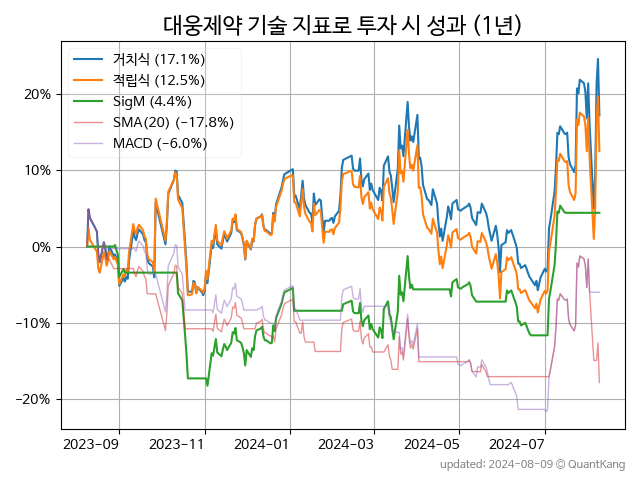 대웅제약 기술 지표로 투자 시 성과 (1년)
거치식 (17.1%)
적립식 (12.5%)
SigM (4.4%)
SMA(20) (−17.8%)
MACD (−6.0%)
20%
10%
0%
−10%
−20%
2023-09 2023-11 2024-01 2024-03 2024-05 2024-07
updated: 2024-08-09 © QuantKang